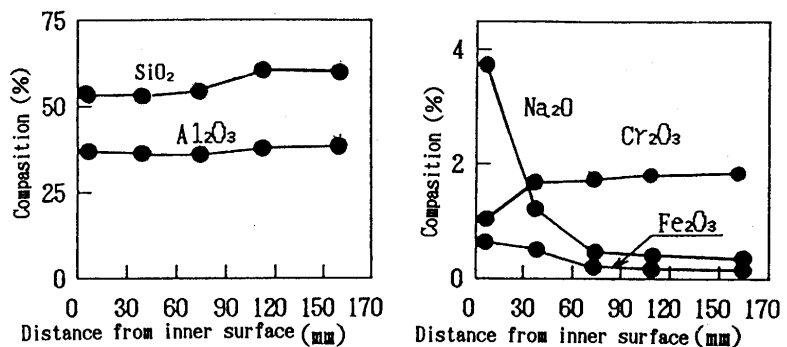 75
50
25
0
Compasition (%)
SiO₂
Al₂O₃
0 30 60 90 120 150 170
Distance from inner surface (mm)
4
2
0
Compasition (%)
Na₂O
Cr₂O₃
Fe₂O₃
0 30 60 90 120 150 170
Distance from inner surface (mm)